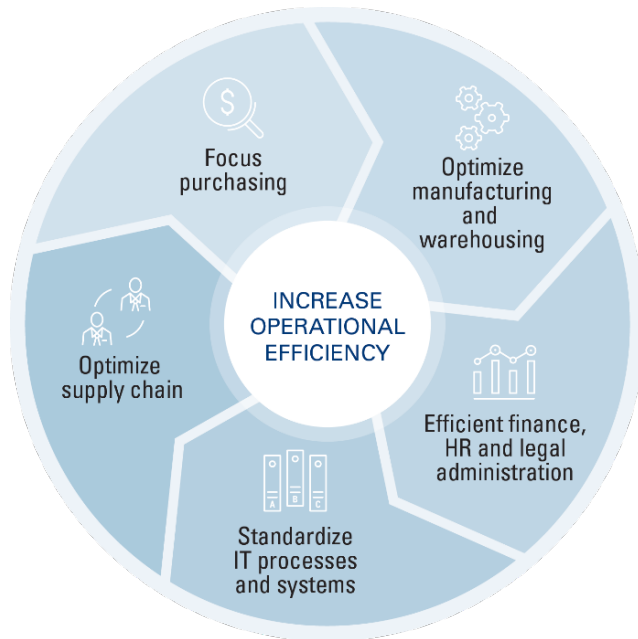 Focus
purchasing
Optimize
manufacturing
and
warehousing
INCREASE
OPERATIONAL
EFFICIENCY
Optimize
supply chain
Efficient finance,
HR and legal
administration
A
B
C
Standardize
IT processes
and systems
$